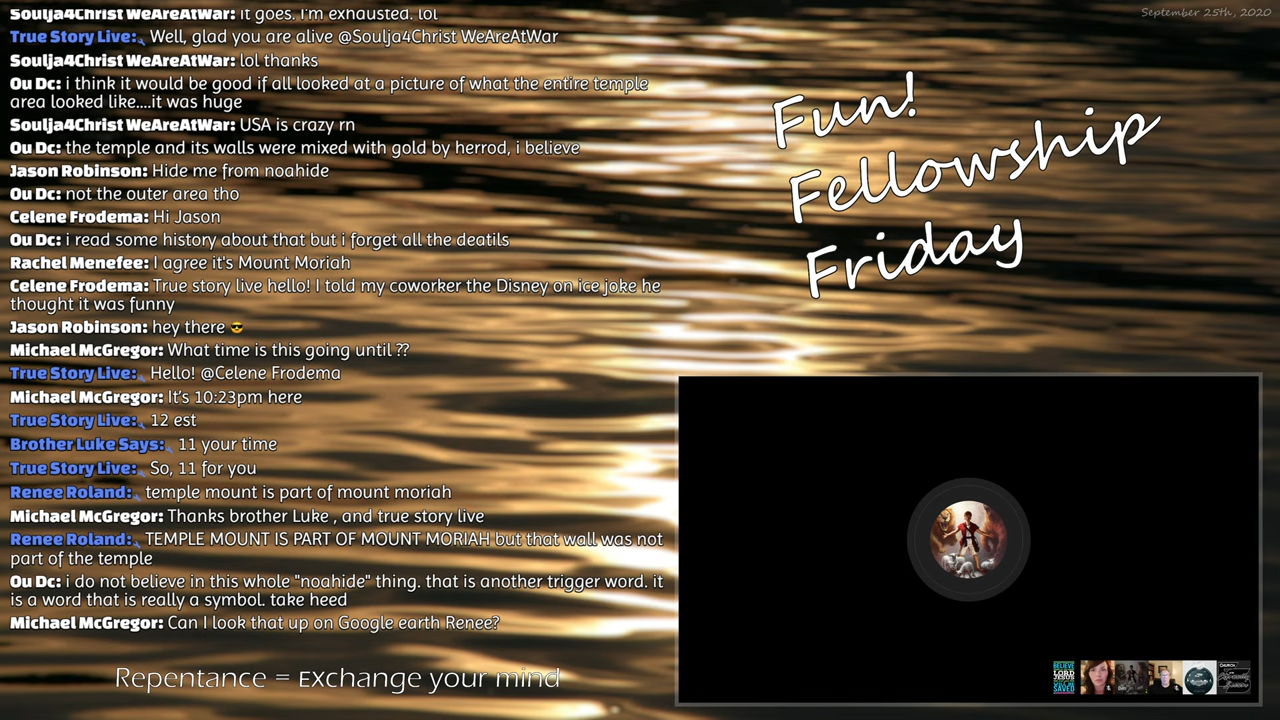 Soulja4Christ WeAreAtWar: It goes. I'm exhausted. lol
True Story Live: Well, glad you are alive @Soulja4Christ WeAreAtWar
Soulja4Christ WeAreAtWar: lol thanks
Ou Dc: i think it would be good if all looked at a picture of what the entire temple
area looked like....it was huge
Soulja4Christ WeAreAtWar: USA is crazy rn
Ou Dc: the temple and its walls were mixed with gold by herrod, i believe
Jason Robinson: Hide me from noahide
Ou Dc: not the outer area tho
Celene Frodema: Hi Jason
Ou Dc: i read some history about that but i forget all the deatils
Rachel Menefee: I agree it's Mount Moriah
Celene Frodema: True story live hello! I told my coworker the Disney on ice joke he
thought it was funny
Jason Robinson: hey there 😎
Michael McGregor: What time is this going until ??
True Story Live: Hello! @Celene Frodema
Michael McGregor: It's 10:23pm here
True Story Live: 12 est
Brother Luke Says: 11 your time
True Story Live: So, 11 for you
Renee Roland: temple mount is part of mount moriah
Michael McGregor: Thanks brother Luke , and true story live
Renee Roland: TEMPLE MOUNT IS PART OF MOUNT MORIAH but that wall was not
part of the temple
Ou Dc: i do not believe in this whole "noahide" thing. that is another trigger word. it
is a word that is really a symbol. take heed
Michael McGregor: Can I look that up on Google earth Renee?
Repentance = Exchange your mind
September 25th, 2020
Fun!
Fellowship
Friday
BELIEVE
LORD
JESUS
SAVED
CHURCH